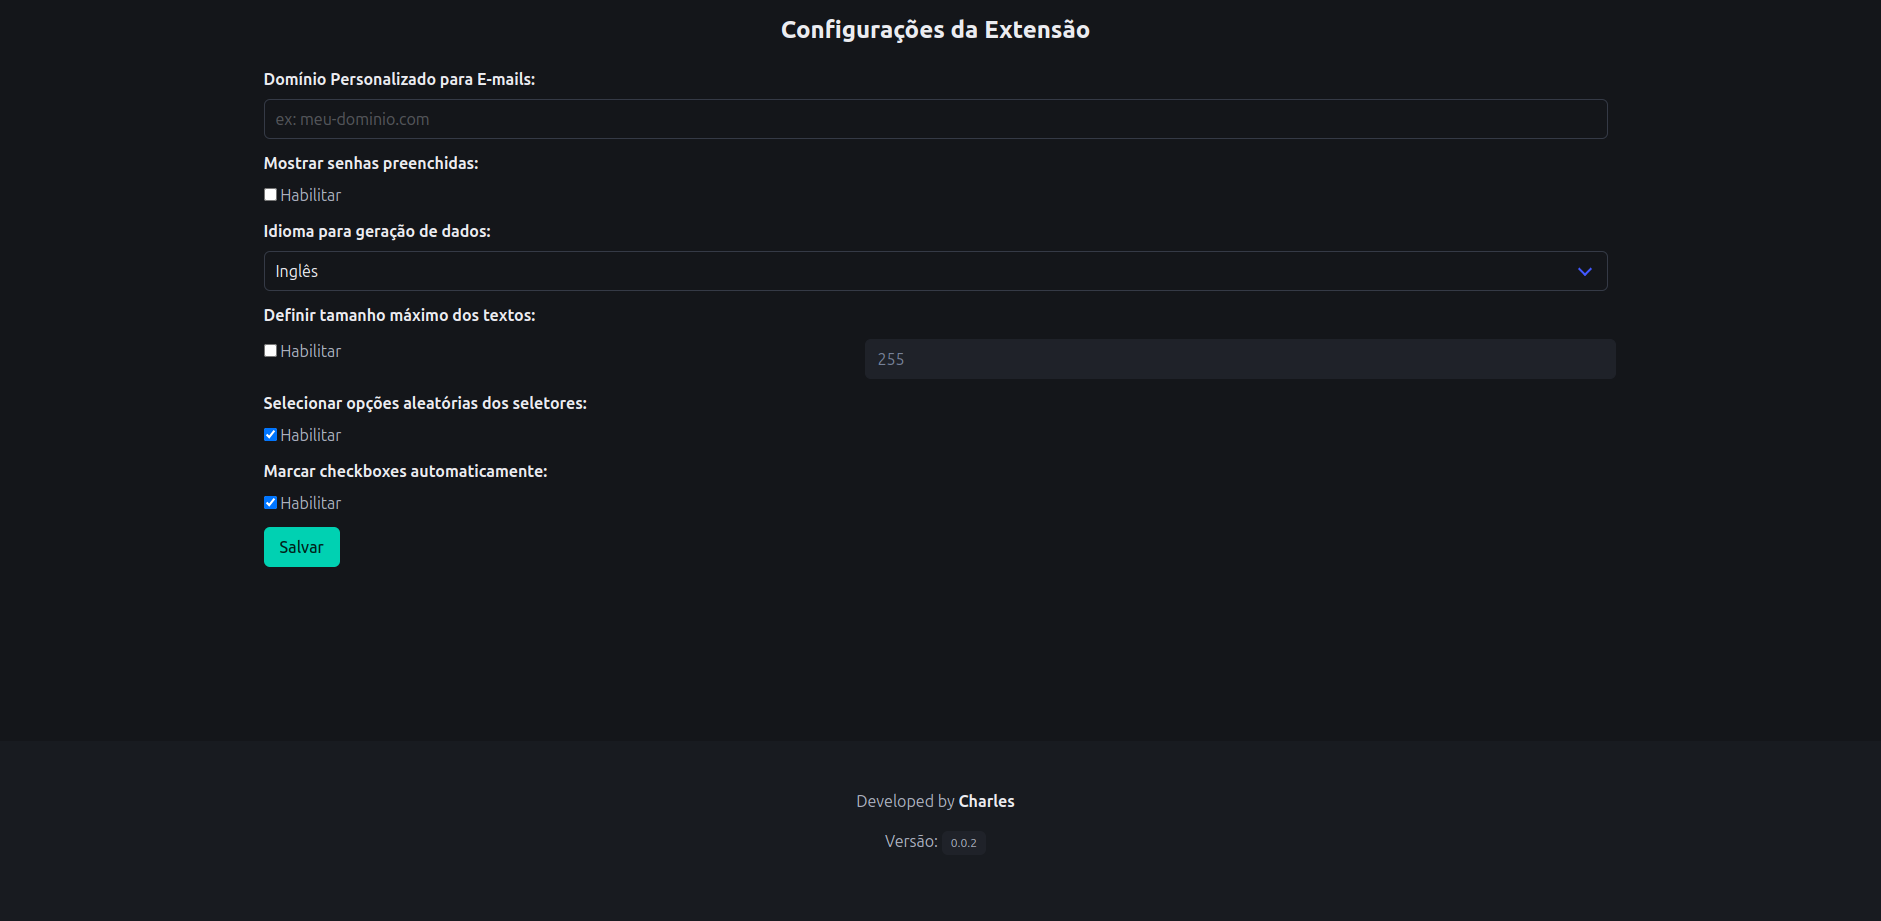 Configurações da Extensão
Domínio Personalizado para E-mails:
ex: meu-dominio.com
Mostrar senhas preenchidas:
Habilitar
Idioma para geração de dados:
Inglês
Definir tamanho máximo dos textos:
Habilitar 255
Selecionar opções aleatórias dos seletores:
Habilitar
Marcar checkboxes automaticamente:
Habilitar
Salvar
Developed by Charles
Versão: 0.0.2